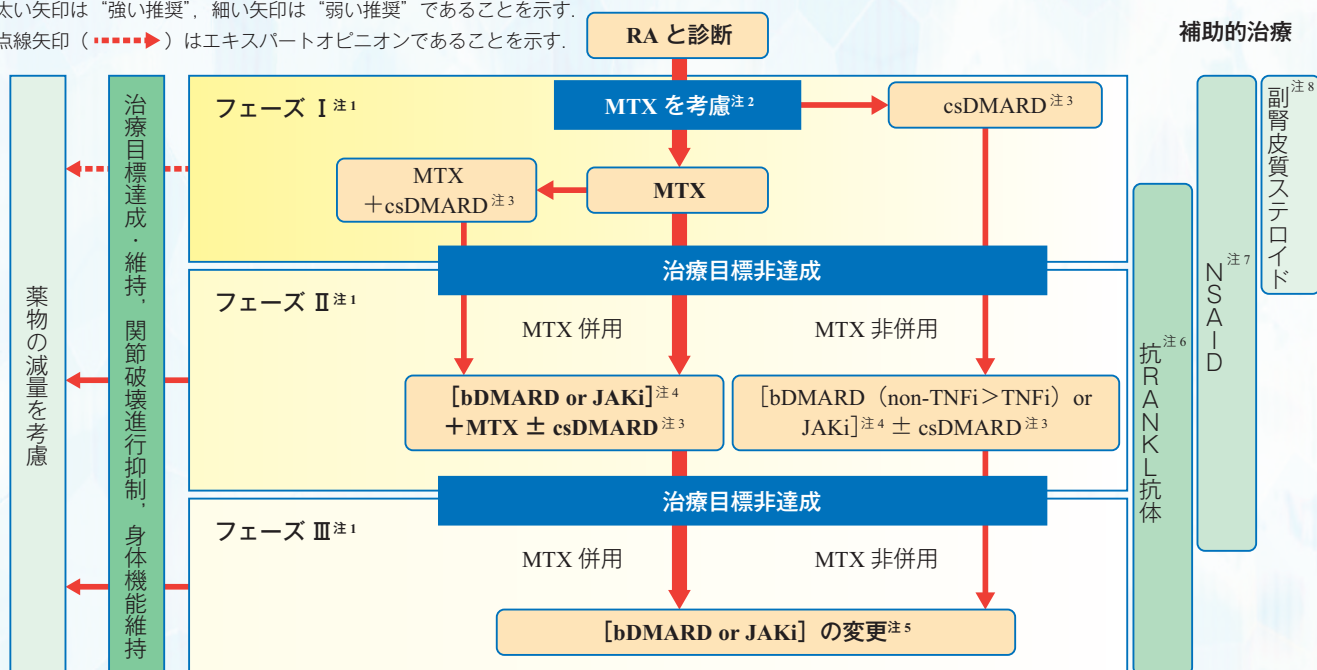 太い矢印は“強い推奨”，細い矢印は“弱い推奨”であることを示す.
点線矢印（　）はエキスパートオピニオンであることを示す.
RA と診断
補助的治療
フェーズ Ⅰ注1
MTX を考慮注2
csDMARD注3
MTX
＋csDMARD注3
MTX
治療目標非達成
フェーズ Ⅱ注1
MTX 併用
MTX 非併用
［bDMARD or JAKi］注4
＋MTX ± csDMARD注3
［bDMARD（non-TNFi＞TNFi）or
JAKi］注4 ± csDMARD注3
治療目標非達成
フェーズ Ⅲ注1
MTX 併用
MTX 非併用
［bDMARD or JAKi］の変更注5
薬物の減量を考慮
治療目標達成・維持，関節破壊進行抑制，身体機能維持
抗RANKL抗体注6
NSAID注7
副腎皮質ステロイド注8